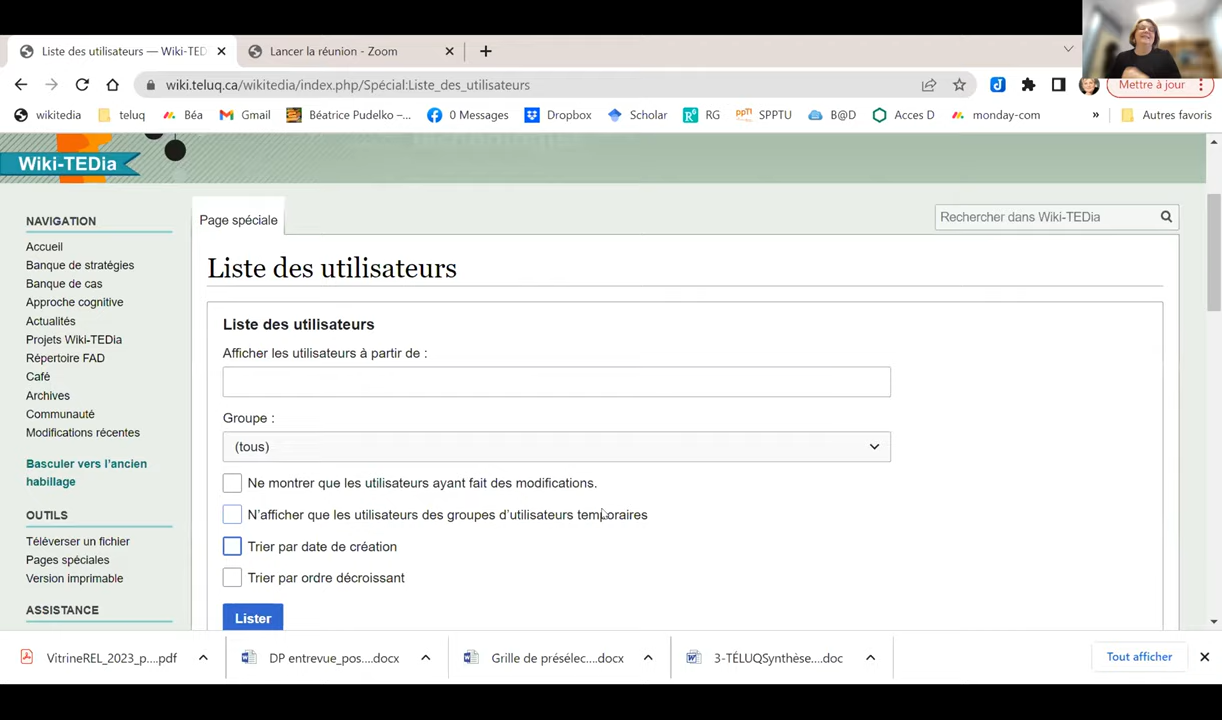 Liste des utilisateurs — Wiki-TED
Lancer la réunion - Zoom
wiki.teluq.ca/wikitedia/index.php/Spécial:Liste_des_utilisateurs
Mettre à jour
wikitedia
teluq
Béa
Gmail
Béatrice Pudelko –...
0 Messages
Dropbox
Scholar
RG
SPPTU
B@D
Acces D
monday-com
»
Autres favoris
Wiki-TEDia
NAVIGATION
Accueil
Banque de stratégies
Banque de cas
Approche cognitive
Actualités
Projets Wiki-TEDia
Répertoire FAD
Café
Archives
Communauté
Modifications récentes
Basculer vers l'ancien
habillage
OUTILS
Téléverser un fichier
Pages spéciales
Version imprimable
ASSISTANCE
Page spéciale
Rechercher dans Wiki-TEDia
Liste des utilisateurs
Liste des utilisateurs
Afficher les utilisateurs à partir de :
Groupe :
(tous)
Ne montrer que les utilisateurs ayant fait des modifications.
N'afficher que les utilisateurs des groupes d'utilisateurs temporaires
Trier par date de création
Trier par ordre décroissant
Lister
VitrineREL_2023_p....pdf
DP entrevue_pos....docx
Grille de présélec....docx
3-TÉLUQSynthèse....doc
Tout afficher